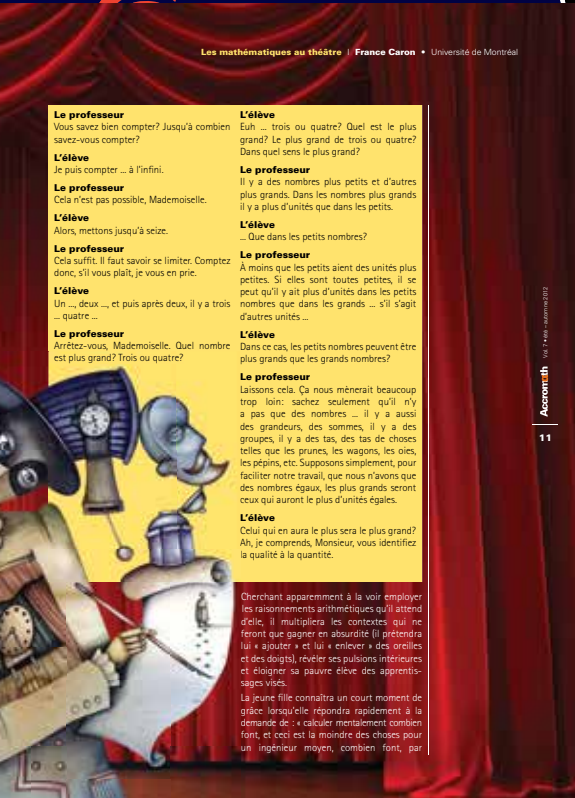 Les mathématiques au théâtre | France Caron • Université de Montréal
Le professeur
Vous savez bien compter? Jusqu'à combien
savez-vous compter?
L'élève
Je puis compter ... à l'infini.
Le professeur
Cela n'est pas possible, Mademoiselle.
L'élève
Alors, mettons jusqu'à seize.
Le professeur
Cela suffit. Il faut savoir se limiter. Comptez
donc, s'il vous plaît, je vous en prie.
L'élève
Un ..., deux ..., et puis après deux, il y a trois
... quatre ...
Le professeur
Arrêtez-vous, Mademoiselle. Quel nombre
est plus grand? Trois ou quatre?
L'élève
Euh ... trois ou quatre? Quel est le plus
grand? Le plus grand de trois ou quatre?
Dans quel sens le plus grand?
Le professeur
Il y a des nombres plus petits et d'autres
plus grands. Dans les nombres plus grands
il y a plus d'unités que dans les petits.
L'élève
... Que dans les petits nombres?
Le professeur
À moins que les petits aient des unités plus
petites. Si elles sont toutes petites, il se
peut qu'il y ait plus d'unités dans les petits
nombres que dans les grands ... s'il s'agit
d'autres unités ...
L'élève
Dans ce cas, les petits nombres peuvent être
plus grands que les grands nombres?
Le professeur
Laissons cela. Ça nous mènerait beaucoup
trop loin: sachez seulement qu'il n'y
a pas que des nombres ... il y a aussi
des grandeurs, des sommes, il y a des
groupes, il y a des tas, des tas de choses
telles que les prunes, les wagons, les oies,
les pépins, etc. Supposons simplement, pour
faciliter notre travail, que nous n'avons que
des nombres égaux, les plus grands seront
ceux qui auront le plus d'unités égales.
L'élève
Celui qui en aura le plus sera le plus grand?
Ah, je comprends, Monsieur, vous identifiez
la qualité à la quantité.
Cherchant apparemment à la voir employer
les raisonnements arithmétiques qu'il attend
d'elle, il multipliera les contextes qui ne
feront que gagner en absurdité (il prétendra
lui « ajouter » et lui « enlever » des oreilles
et des doigts), révéler ses pulsions intérieures
et éloigner sa pauvre élève des apprentis-
sages visés.
La jeune fille connaîtra un court moment de
grâce lorsqu'elle répondra rapidement à la
demande de : « calculer mentalement combien
font, et ceci est la moindre des choses pour
un ingénieur moyen, combien font, par
Accromath Vol. 7 • été – automne 2012
11